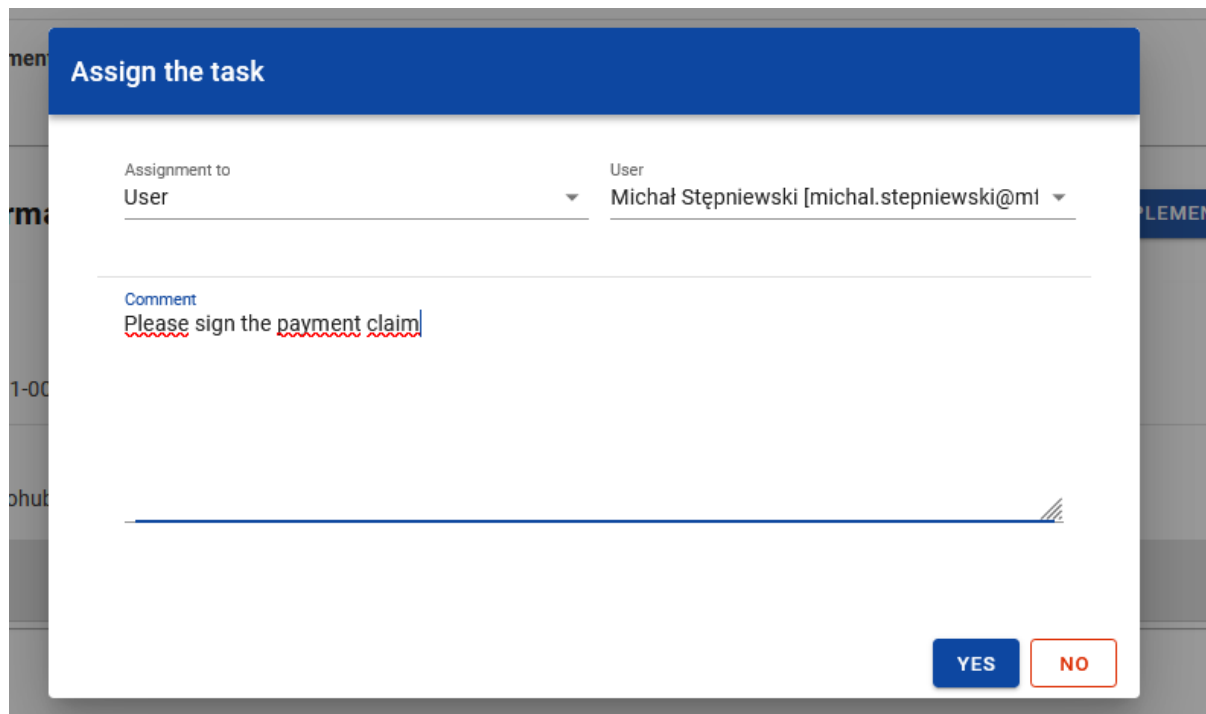 Assign the task
Assignment to
User
User
Michał Stępniewski [michal.stepniewski@mf
Comment
Please sign the payment claim
YES
NO